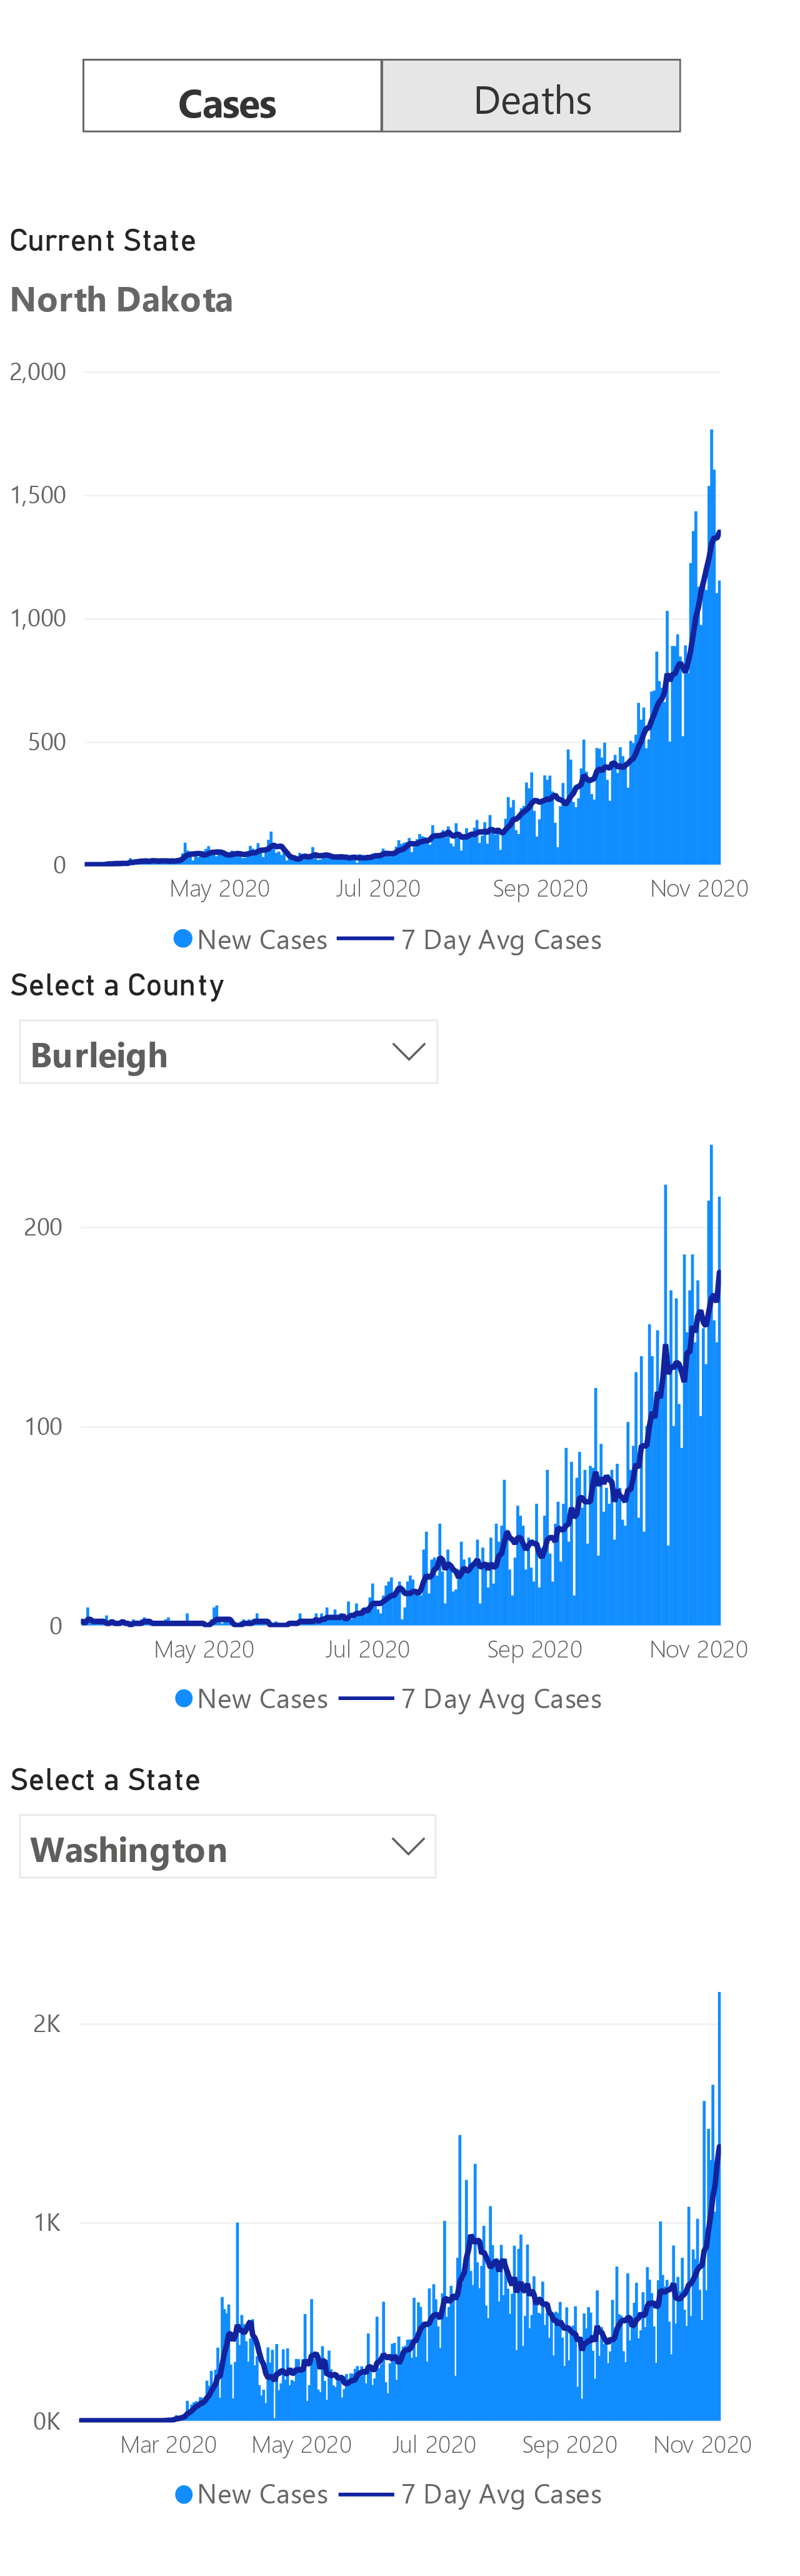 Cases Deaths
Current State
North Dakota
2,000
1,500
1,000
500
0
May 2020 Jul 2020 Sep 2020 Nov 2020
New Cases 7 Day Avg Cases
Select a County
Burleigh
200
100
0
May 2020 Jul 2020 Sep 2020 Nov 2020
New Cases 7 Day Avg Cases
Select a State
Washington
2K
1K
0K
Mar 2020 May 2020 Jul 2020 Sep 2020 Nov 2020
New Cases 7 Day Avg Cases